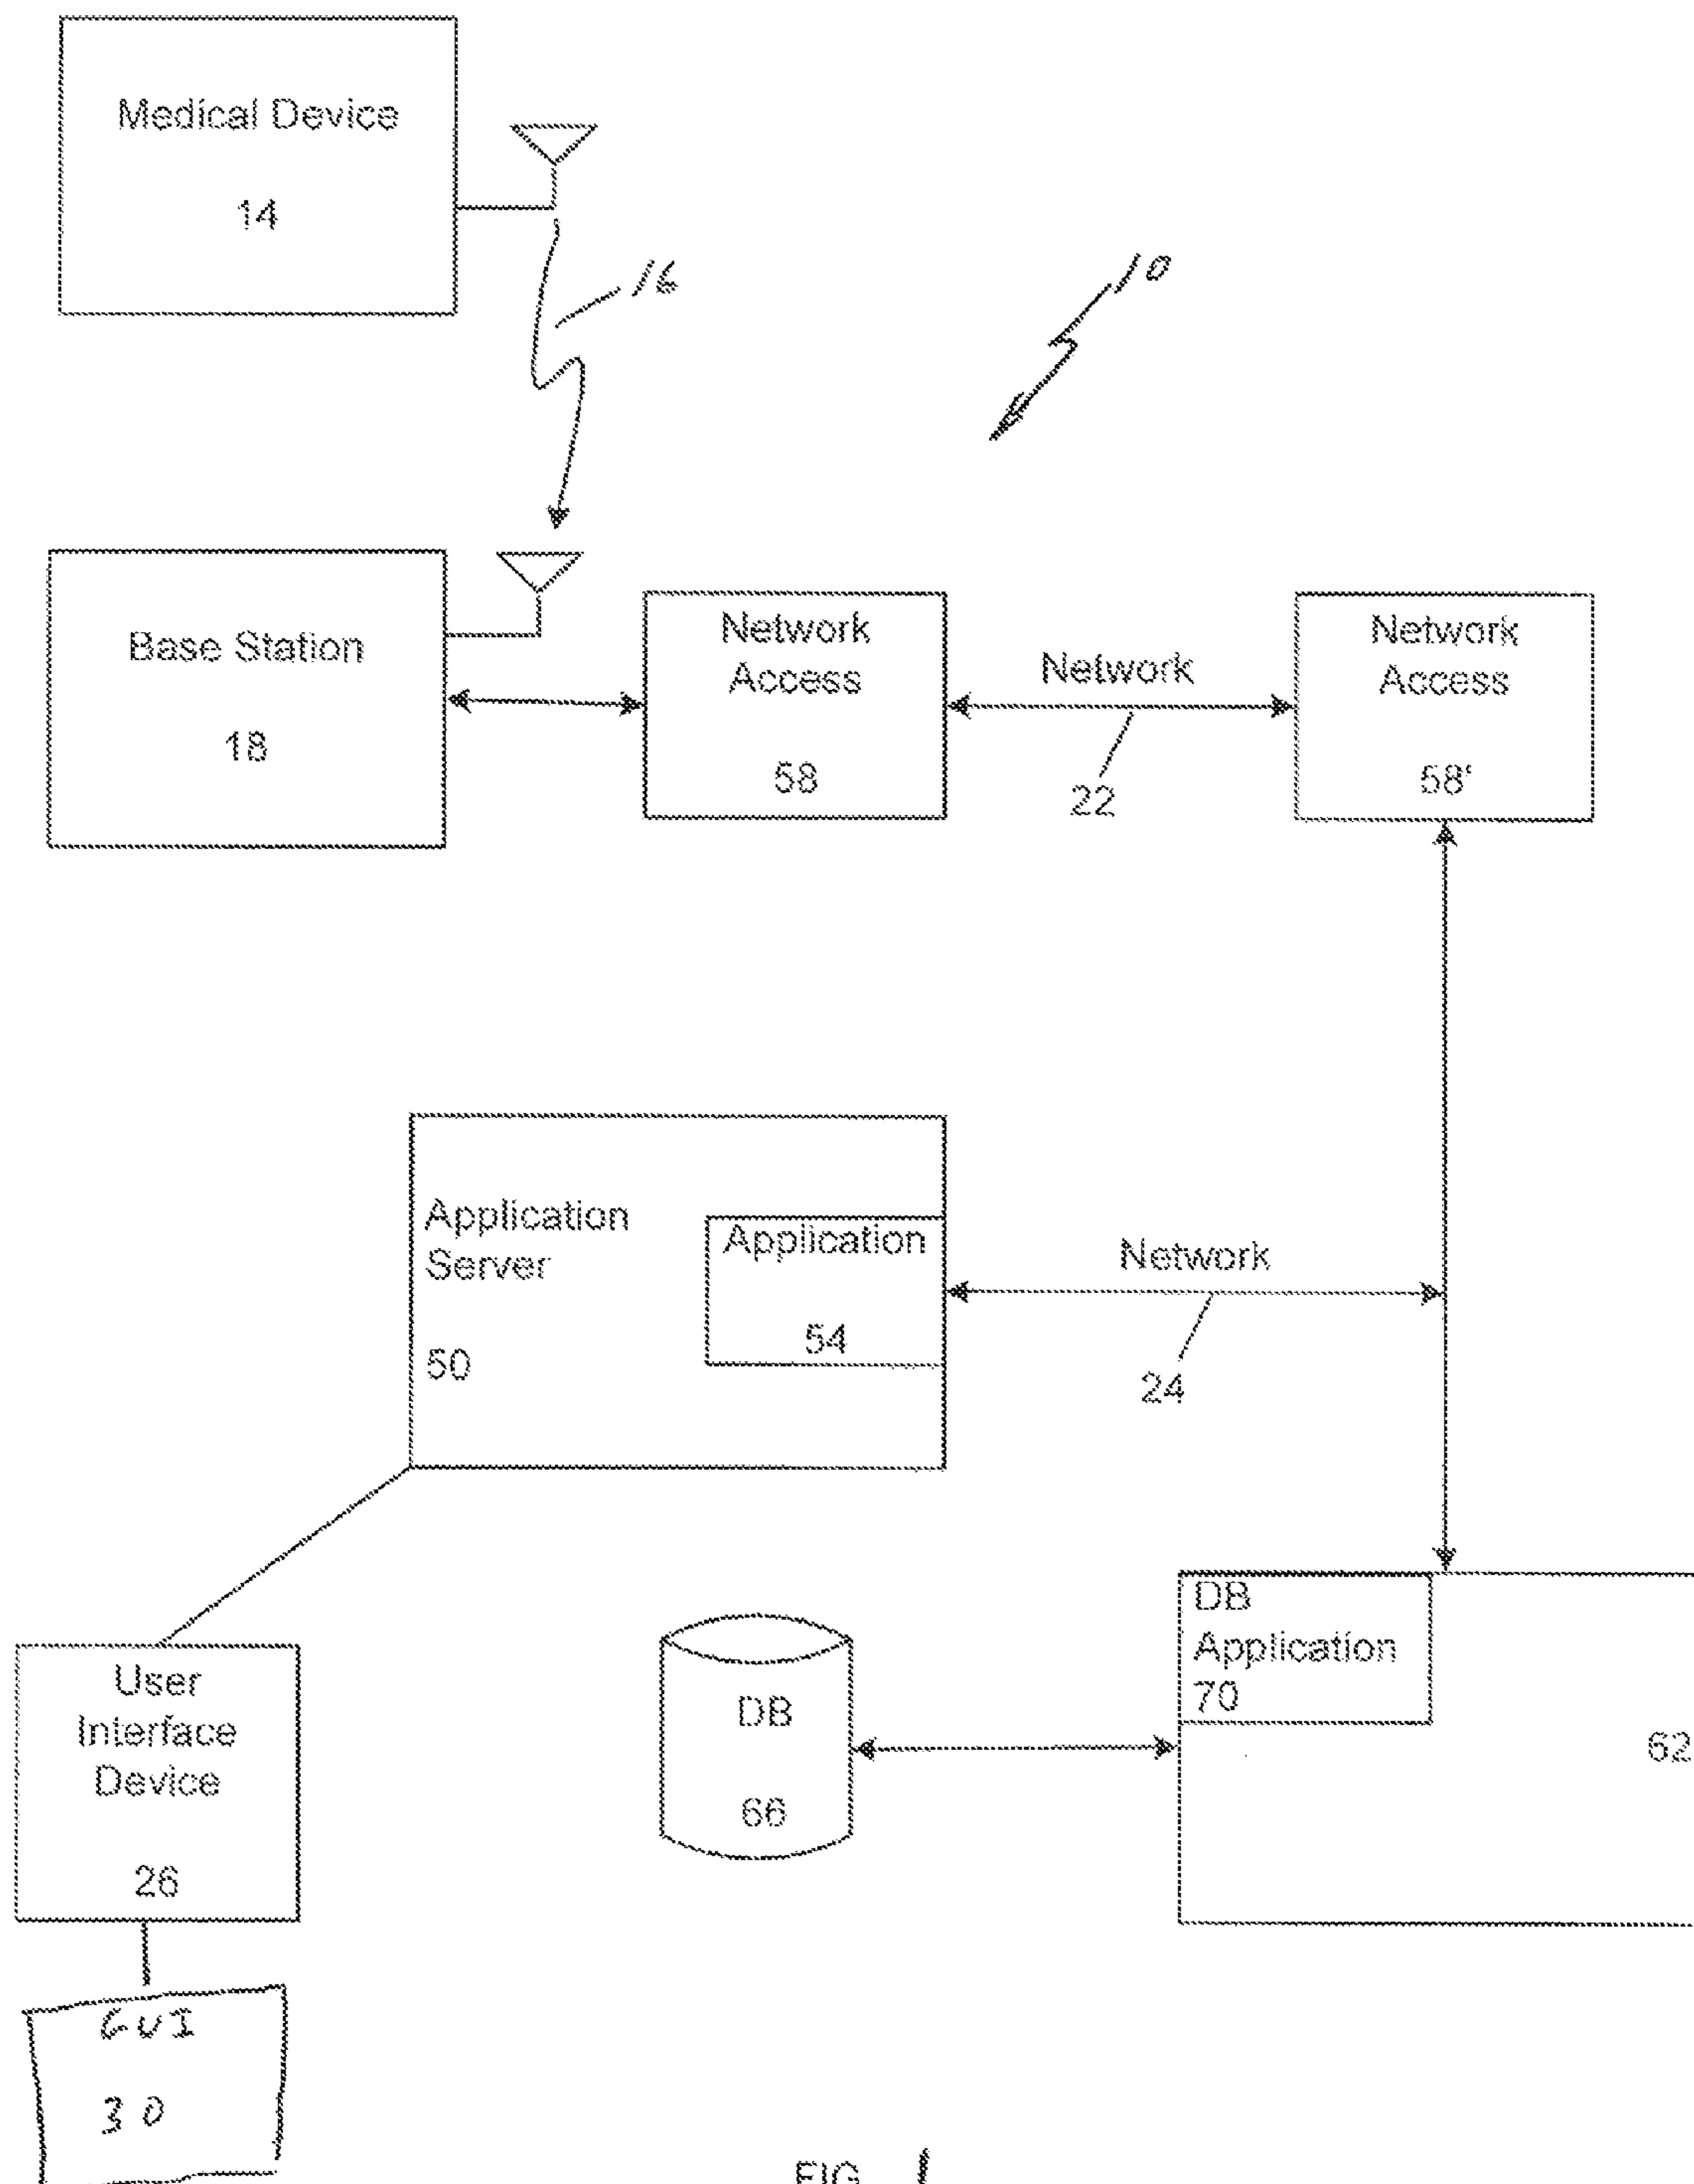 Medical Device
14
16
10
Base Station
18
Network
Access
58
Network
22
Network
Access
58'
Application
Server
50
Application
54
Network
24
User
Interface
Device
26
DB
66
DB
Application
70
62
GUI
30
FIG. 1